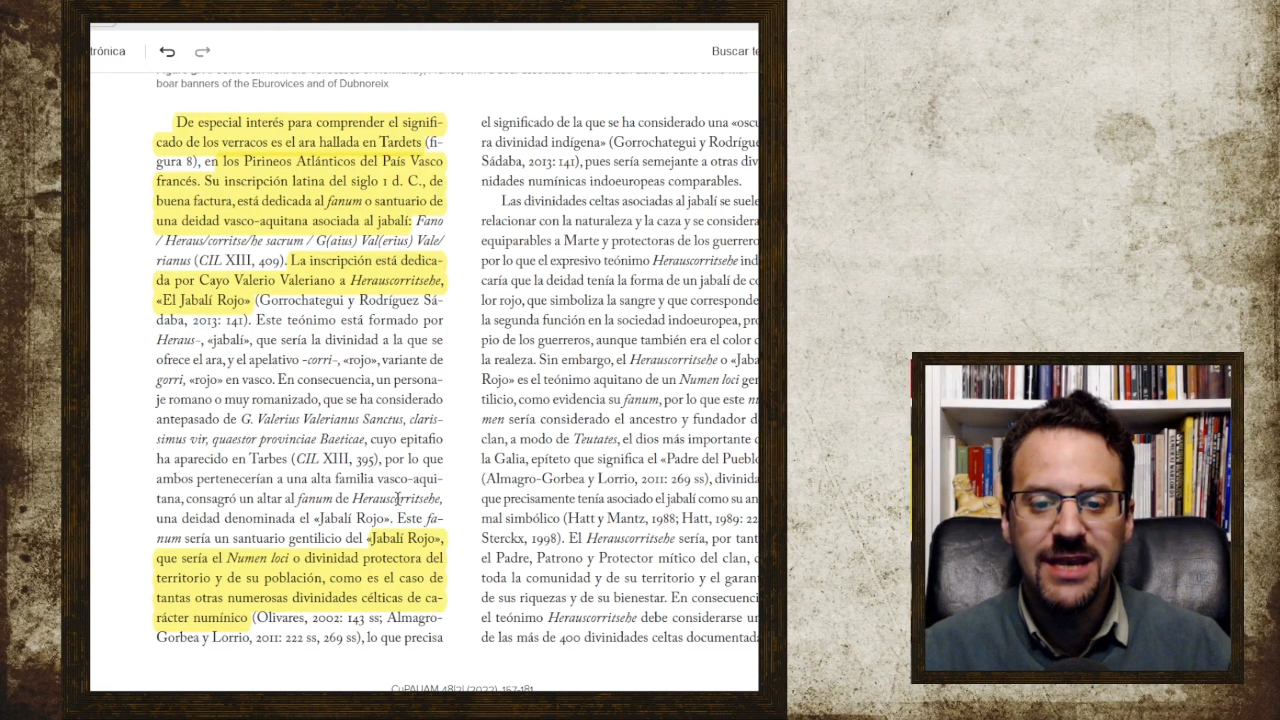 trónica
Buscar te
boar banners of the Eburovices and of Dubnoreix
De especial interés para comprender el signifi-
cado de los verracos es el ara hallada en Tardets (fi-
gura 8), en los Pirineos Atlánticos del País Vasco
francés. Su inscripción latina del siglo I d. C., de
buena factura, está dedicada al fanum o santuario de
una deidad vasco-aquitana asociada al jabalí: Fano
/ Heraus/corritse/he sacrum / G(aius) Val(erius) Vale/
rianus (CIL XIII, 409). La inscripción está dedica-
da por Cayo Valerio Valeriano a Herauscorritsehe,
«El Jabalí Rojo» (Gorrochategui y Rodríguez Sá-
daba, 2013: 141). Este teónimo está formado por
Heraus-, «jabalí», que sería la divinidad a la que se
ofrece el ara, y el apelativo -corri-, «rojo», variante de
gorri, «rojo» en vasco. En consecuencia, un persona-
je romano o muy romanizado, que se ha considerado
antepasado de G. Valerius Valerianus Sanctus, claris-
simus vir, quaestor provinciae Baeticae, cuyo epitafio
ha aparecido en Tarbes (CIL XIII, 395), por lo que
ambos pertenecerían a una alta familia vasco-aqui-
tana, consagró un altar al fanum de Herauscorritsehe,
una deidad denominada el «Jabalí Rojo». Este fa-
num sería un santuario gentilicio del «Jabalí Rojo»,
que sería el Numen loci o divinidad protectora del
territorio y de su población, como es el caso de
tantas otras numerosas divinidades célticas de ca-
rácter numínico (Olivares, 2002: 143 ss; Almagro-
Gorbea y Lorrio, 2011: 222 ss, 269 ss), lo que precisa
el significado de la que se ha considerado una «oscu
ra divinidad indígena» (Gorrochategui y Rodrígue
Sádaba, 2013: 141), pues sería semejante a otras div
nidades numínicas indoeuropeas comparables.
Las divinidades celtas asociadas al jabalí se suele
relacionar con la naturaleza y la caza y se considera
equiparables a Marte y protectoras de los guerrero
por lo que el expresivo teónimo Herauscorritsehe ind
caría que la deidad tenía la forma de un jabalí de co
lor rojo, que simboliza la sangre y que corresponde
la segunda función en la sociedad indoeuropea, pro
pio de los guerreros, aunque también era el color d
la realeza. Sin embargo, el Herauscorritsehe o «Jaba
Rojo» es el teónimo aquitano de un Numen loci gen
tilicio, como evidencia su fanum, por lo que este nu
men sería considerado el ancestro y fundador d
clan, a modo de Teutates, el dios más importante d
la Galia, epíteto que significa el «Padre del Pueblo
(Almagro-Gorbea y Lorrio, 2011: 269 ss), divinida
que precisamente tenía asociado el jabalí como su an
mal simbólico (Hatt y Mantz, 1988; Hatt, 1989: 22
Sterckx, 1998). El Herauscorritsehe sería, por tant
el Padre, Patrono y Protector mítico del clan, d
toda la comunidad y de su territorio y el garant
de sus riquezas y de su bienestar. En consecuenci
el teónimo Herauscorritsehe debe considerarse un
de las más de 400 divinidades celtas documentada
CuPAUAM 48|2| (2022). 157-181